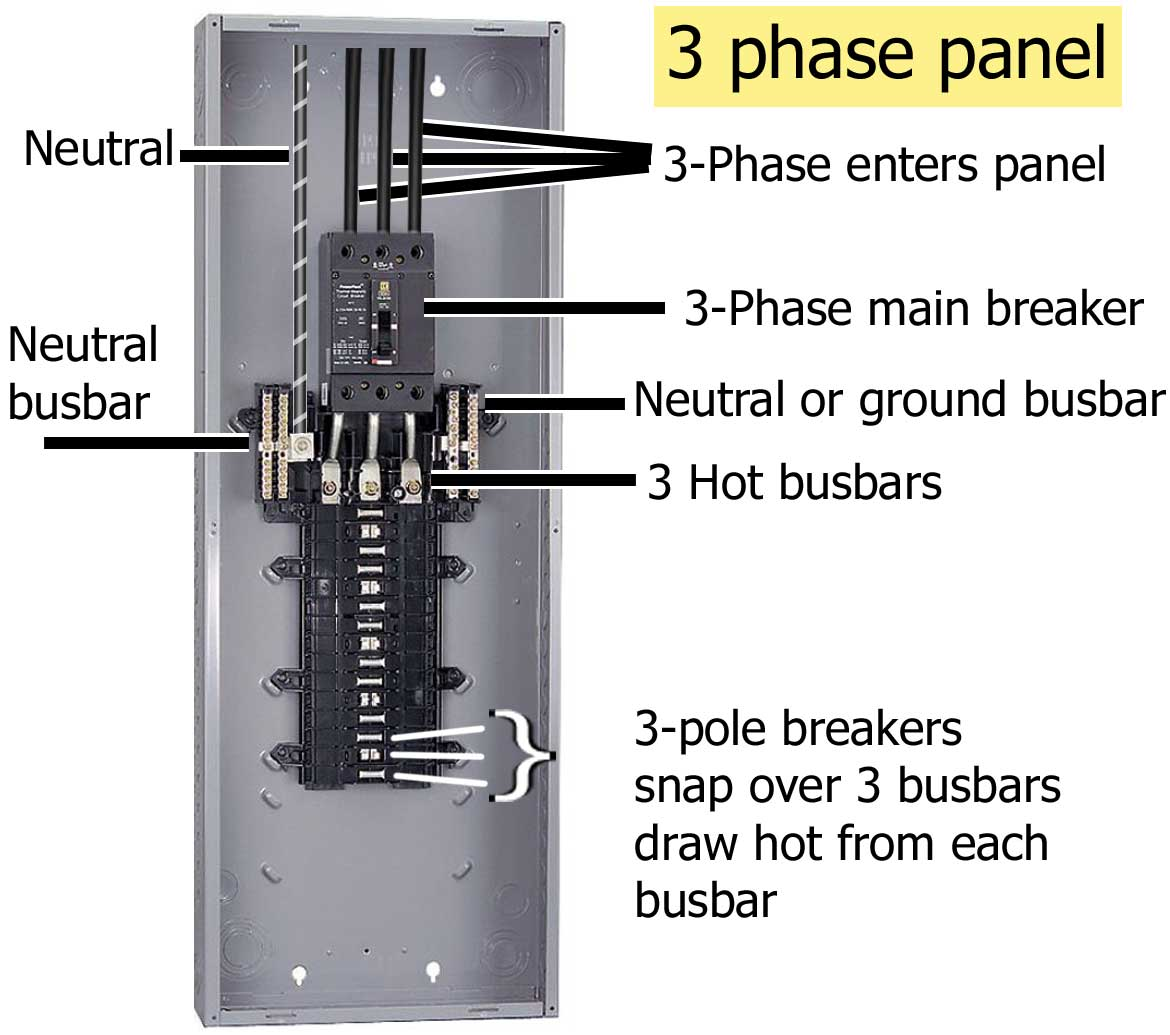 3 phase panel
Neutral
3-Phase enters panel
3-Phase main breaker
Neutral
busbar
Neutral or ground busbar
3 Hot busbars
3-pole breakers
snap over 3 busbars
draw hot from each
busbar